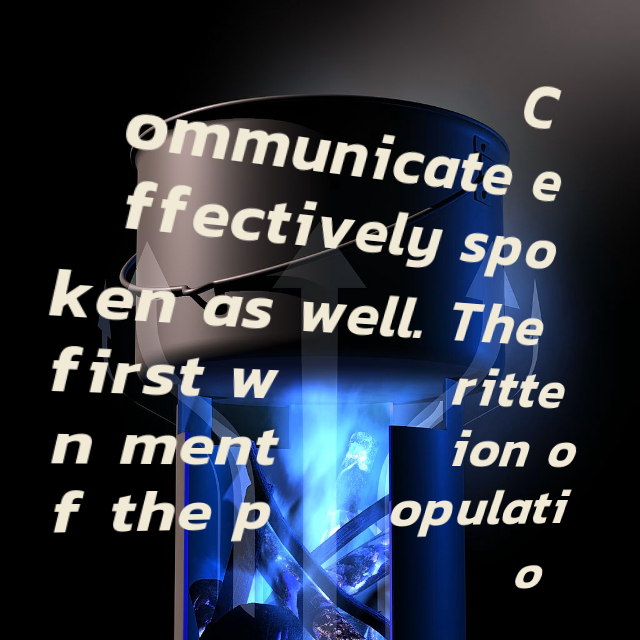 C
ommunicate e
ffectively spo
ken as well. The
first w ritte
n ment ion o
f the p opulati
o